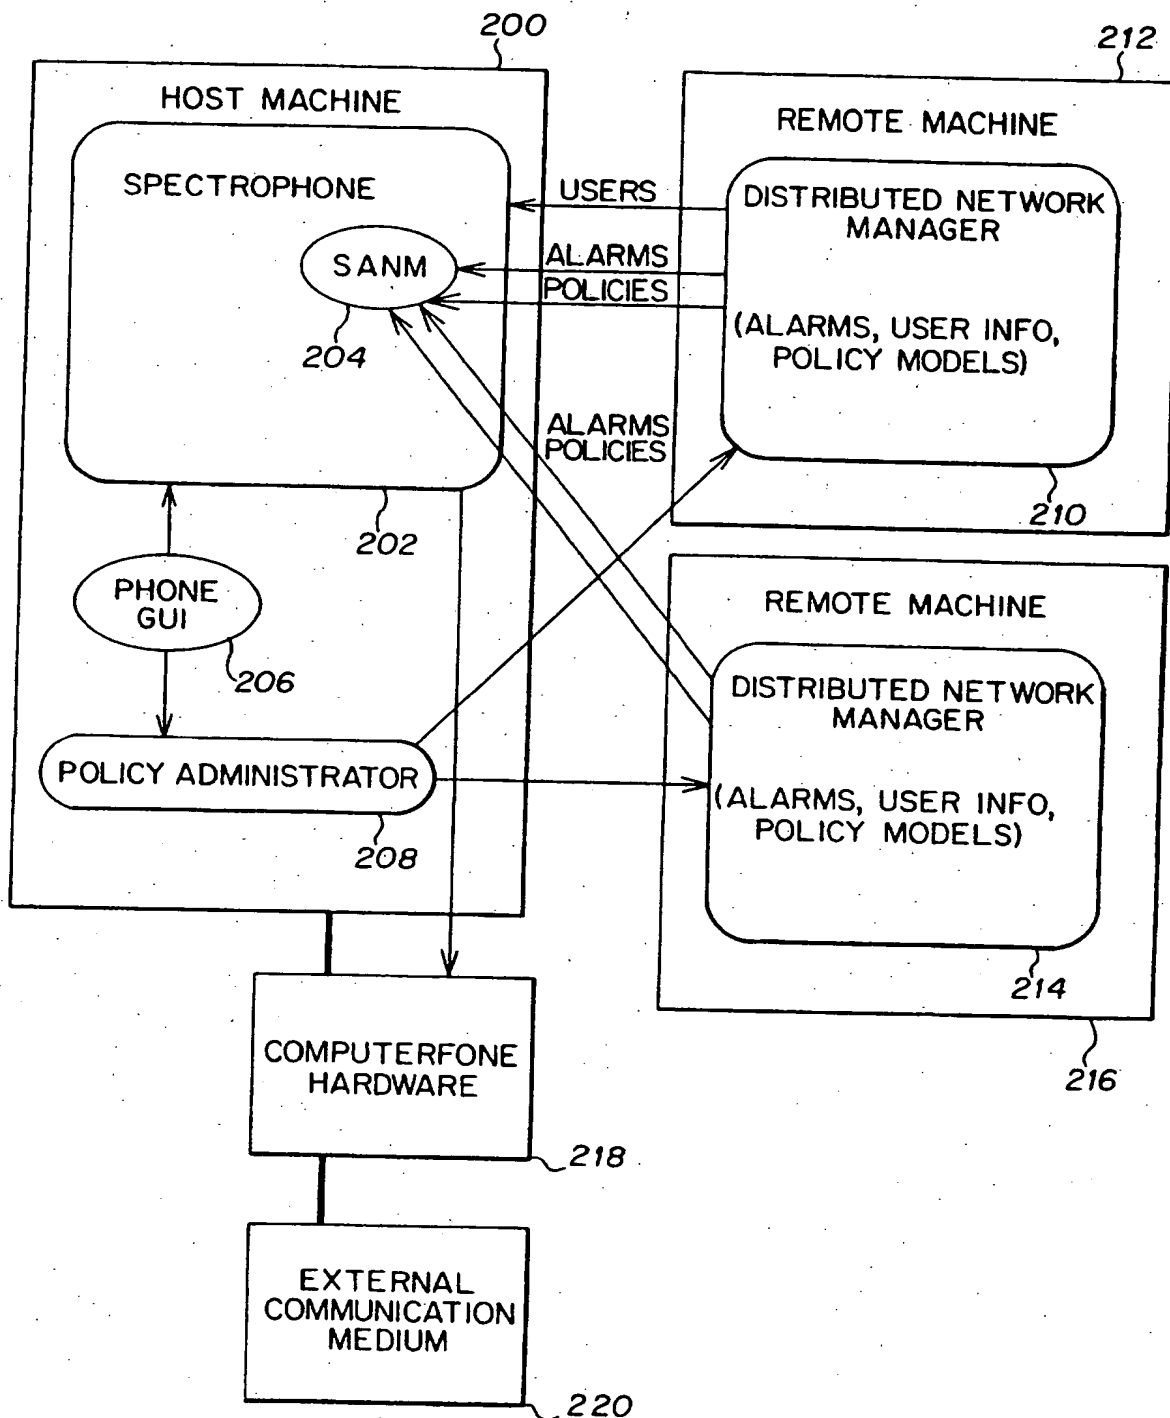 200
HOST MACHINE
SPECTROPHONE
SANM
204
202
PHONE
GUI
206
POLICY ADMINISTRATOR
208
USERS
ALARMS
POLICIES
ALARMS
POLICIES
212
REMOTE MACHINE
DISTRIBUTED NETWORK
MANAGER
(ALARMS, USER INFO,
POLICY MODELS)
210
REMOTE MACHINE
DISTRIBUTED NETWORK
MANAGER
(ALARMS, USER INFO,
POLICY MODELS)
214
216
COMPUTERFONE
HARDWARE
218
EXTERNAL
COMMUNICATION
MEDIUM
220